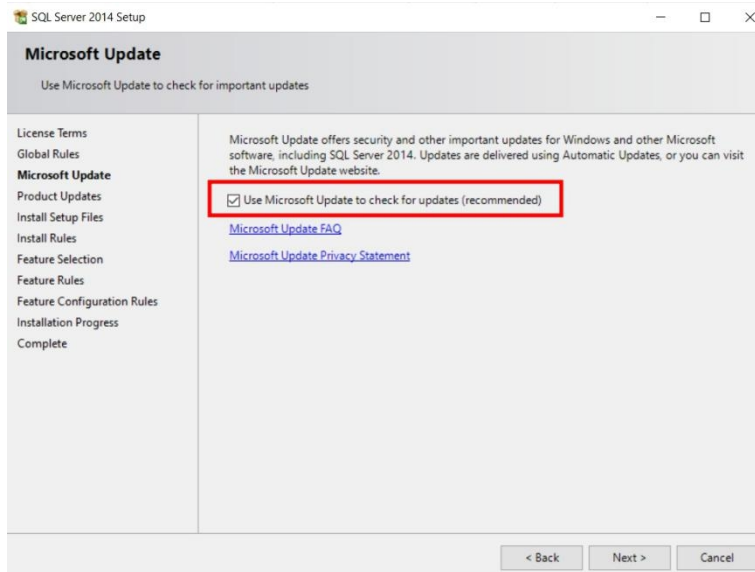 SQL Server 2014 Setup
Microsoft Update
Use Microsoft Update to check for important updates
License Terms
Global Rules
Microsoft Update
Product Updates
Install Setup Files
Install Rules
Feature Selection
Feature Rules
Feature Configuration Rules
Installation Progress
Complete
Microsoft Update offers security and other important updates for Windows and other Microsoft
software, including SQL Server 2014. Updates are delivered using Automatic Updates, or you can visit
the Microsoft Update website.
Use Microsoft Update to check for updates (recommended)
Microsoft Update FAQ
Microsoft Update Privacy Statement
< Back
Next >
Cancel